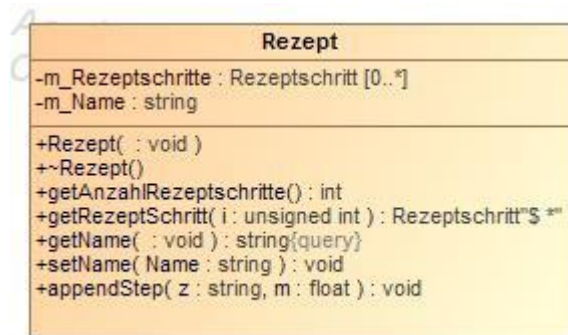 Rezept
-m_Rezeptschritte : Rezeptschritt [0..*]
-m_Name : string
+Rezept( : void )
+~Rezept()
+getAnzahlRezeptschritte() : int
+getRezeptSchritt( i : unsigned int ) : Rezeptschritt"$ *"
+getName( : void ) : string{query}
+setName( Name : string ) : void
+appendStep( z : string, m : float ) : void